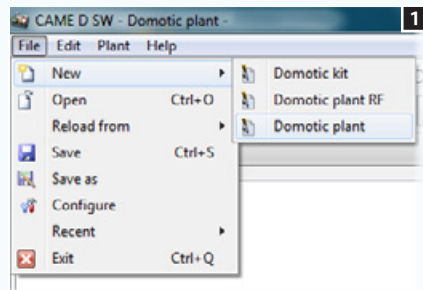 CAME D SW - Domotic plant -
1
File Edit Plant Help
New
Domotic kit
Open Ctrl+O
Domotic plant RF
Reload from
Domotic plant
Save Ctrl+S
Save as
Configure
Recent
Exit Ctrl+Q